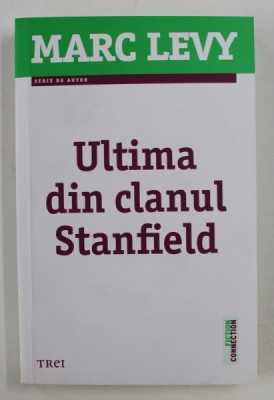 MARC LEVY
SERIE DE AUTOR
Ultima
din clanul
Stanfield
FICTION
CONNECTION
TREI